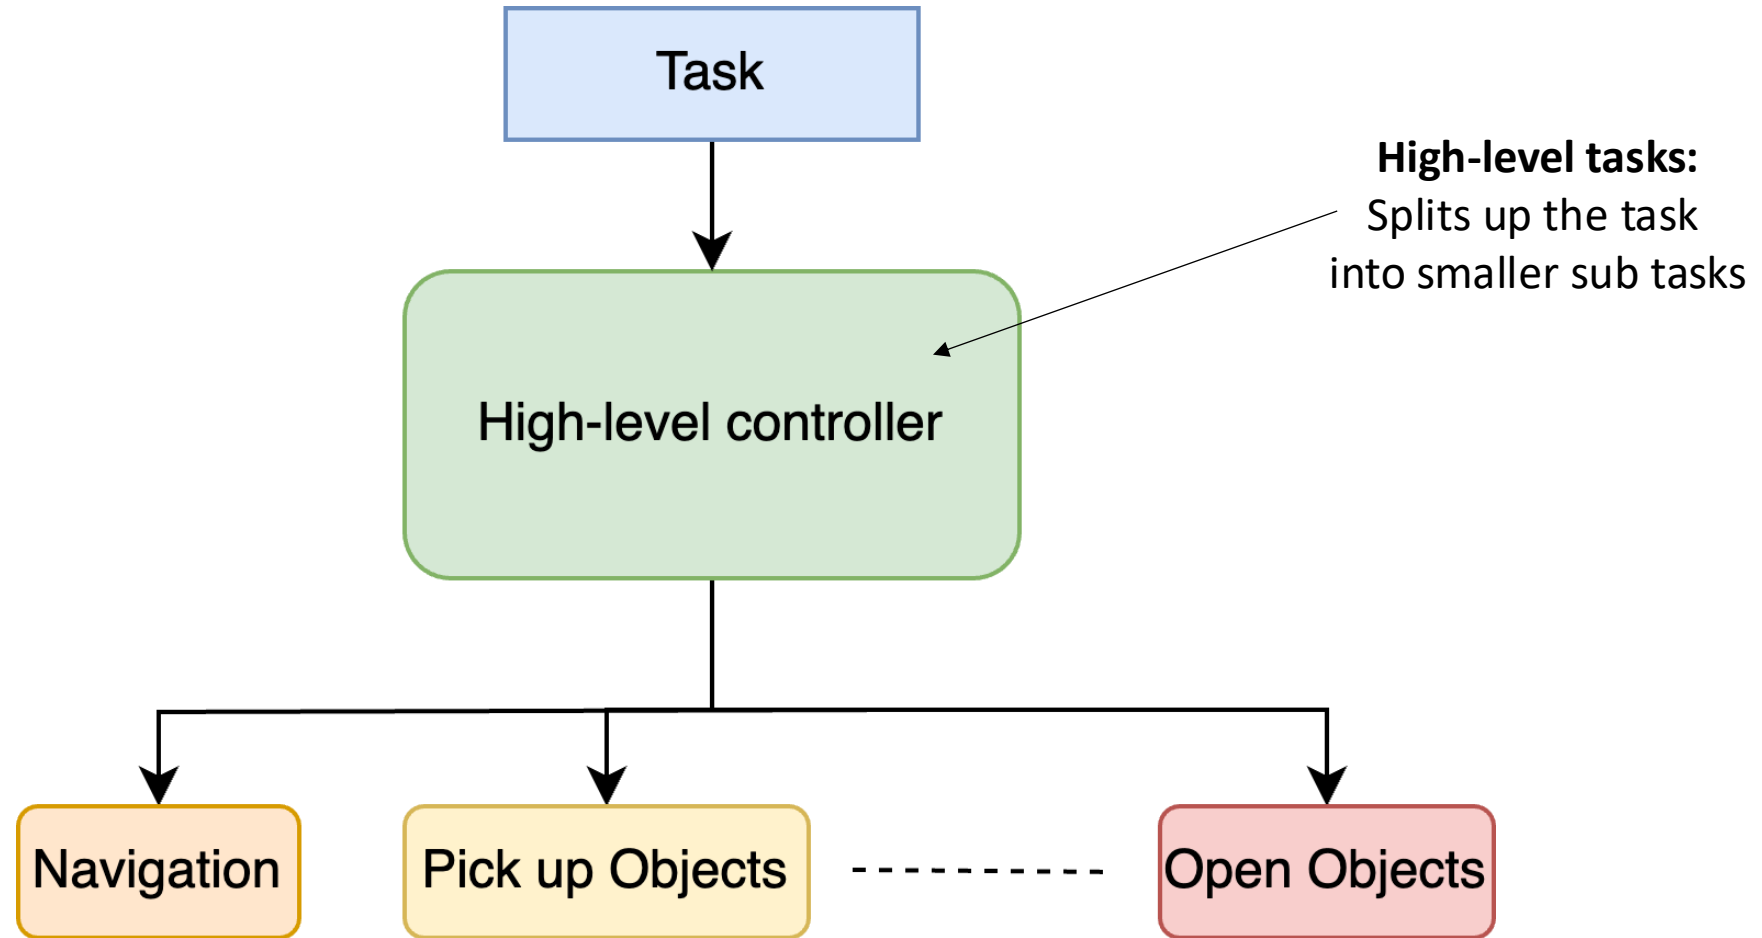 Task
High-level tasks:
Splits up the task
into smaller sub tasks
High-level controller
Navigation
Pick up Objects
Open Objects